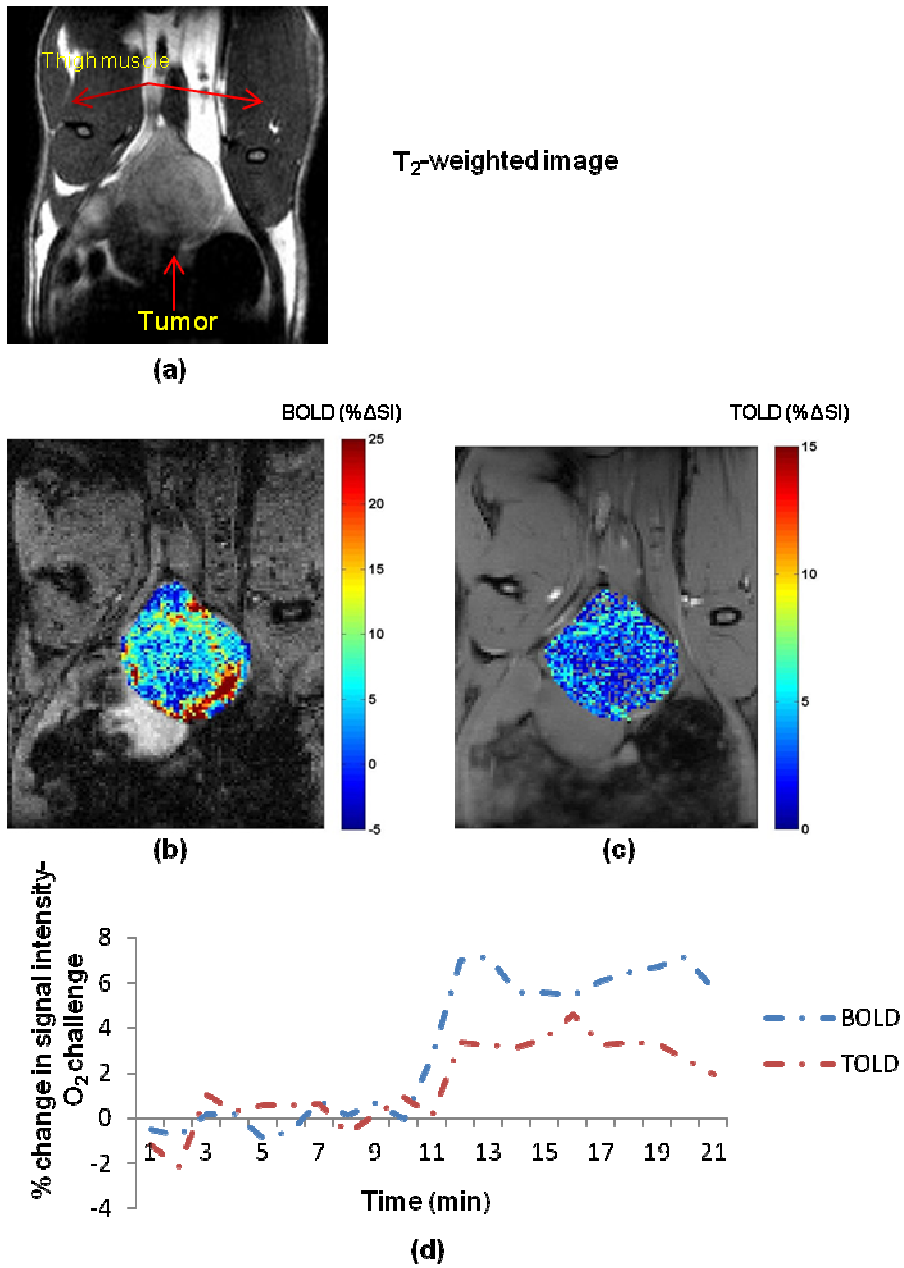 Thigh muscle
T2-weighted image
Tumor
(a)
BOLD (%ΔSI)
TOLD (%ΔSI)
25
20
15
10
5
0
-5
15
10
5
0
(b)
(c)
% change in signal intensity-
O2 challenge
8
6
4
2
0
-2
-4
1 3 5 7 9 11 13 15 17 19 21
BOLD
TOLD
Time (min)
(d)